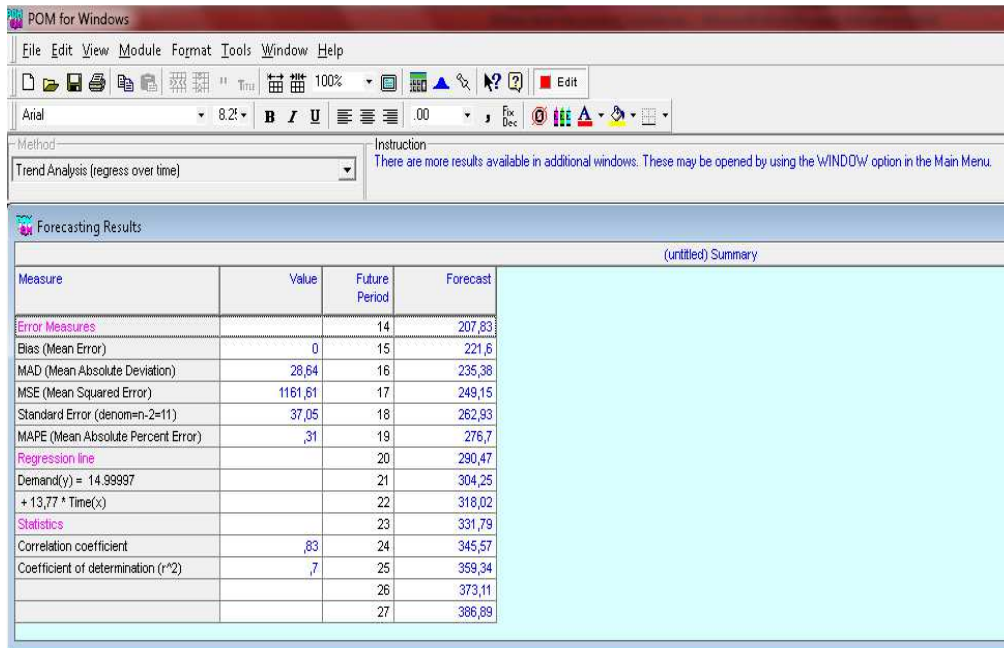 POM for Windows
File Edit View Module Format Tools Window Help
100% Edit
Arial 8.2 B I U .00 , Fix Dec A
Method
Trend Analysis (regress over time)
Instruction
There are more results available in additional windows. These may be opened by using the WINDOW option in the Main Menu.
Forecasting Results
(untitled) Summary
Measure Value Future Period Forecast
Error Measures 14 207,83
Bias (Mean Error) 0 15 221,6
MAD (Mean Absolute Deviation) 28,64 16 235,38
MSE (Mean Squared Error) 1161,61 17 249,15
Standard Error (denom=n-2=11) 37,05 18 262,93
MAPE (Mean Absolute Percent Error) ,31 19 276,7
Regression line 20 290,47
Demand(y) = 14.99997 21 304,25
+ 13,77 * Time(x) 22 318,02
Statistics 23 331,79
Correlation coefficient ,83 24 345,57
Coefficient of determination (r^2) ,7 25 359,34
26 373,11
27 386,89